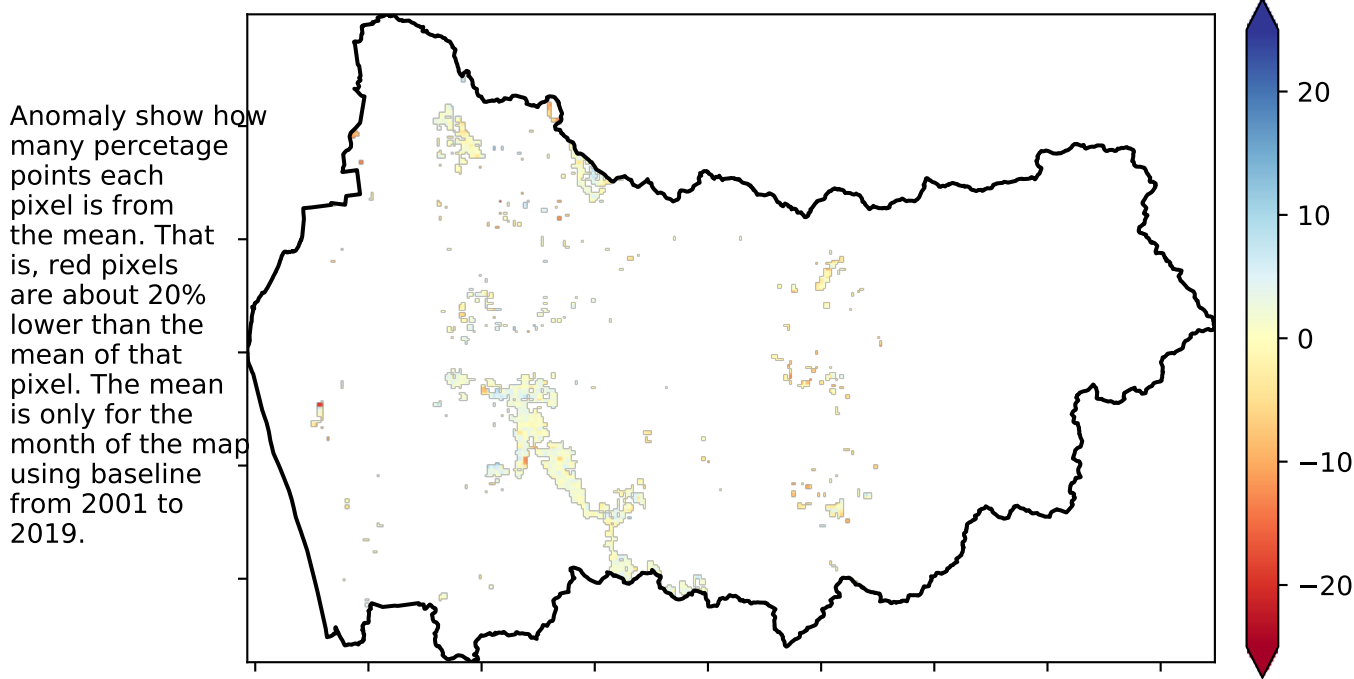 Anomaly show how
many percetage
points each
pixel is from
the mean. That
is, red pixels
are about 20%
lower than the
mean of that
pixel. The mean
is only for the
month of the map
using baseline
from 2001 to
2019.
20
10
0
−10
−20